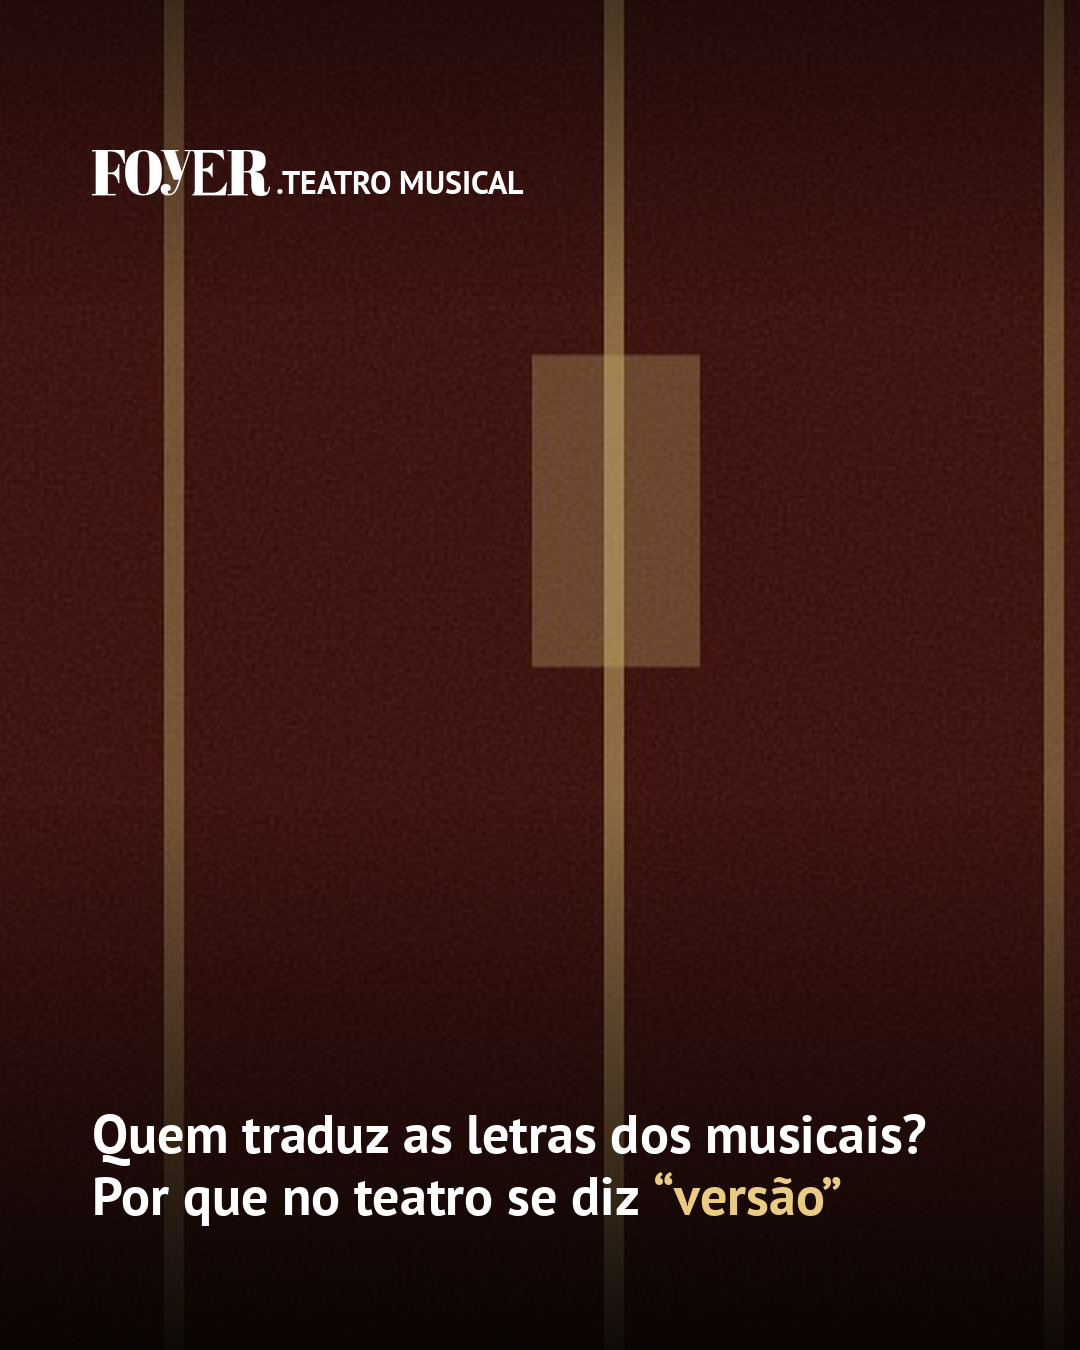 FOyER .TEATRO MUSICAL
Quem traduz as letras dos musicais?
Por que no teatro se diz “versão”